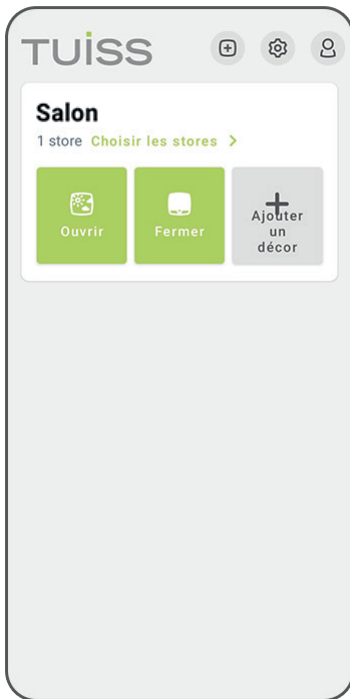 TUISS
Salon
1 store Choisir les stores >
Ouvrir
Fermer
Ajouter
un
décor